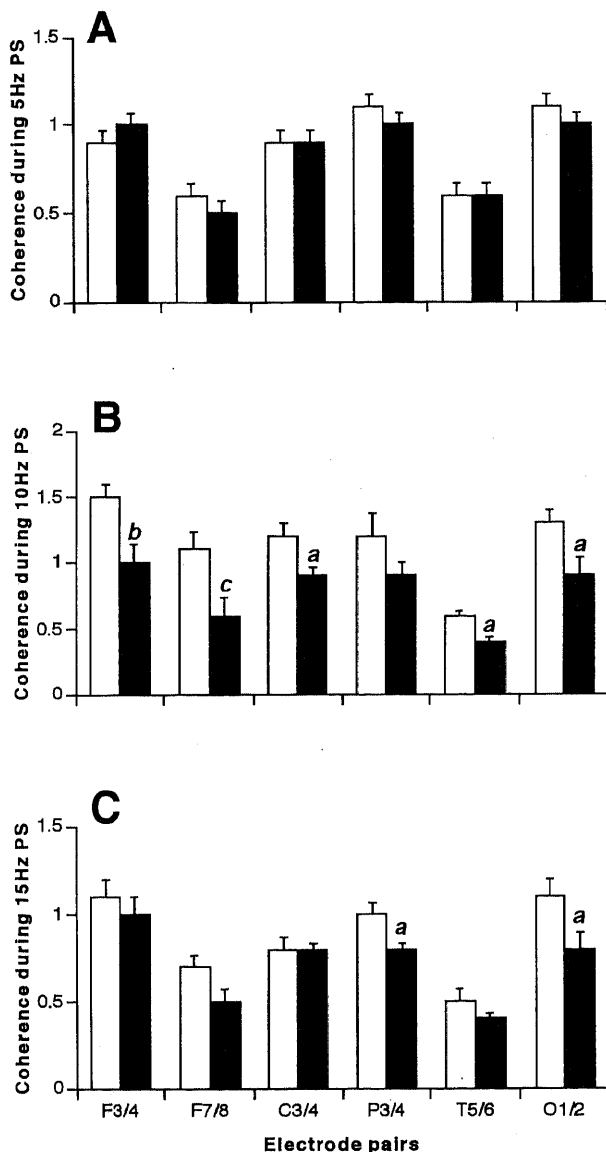 A
Coherence during 5Hz PS
1.5
1
0.5
0
B
Coherence during 10Hz PS
2
1.5
1
0.5
0
b
c
a
a
a
C
Coherence during 15Hz PS
1.5
1
0.5
0
a
a
F3/4 F7/8 C3/4 P3/4 T5/6 O1/2
Electrode pairs